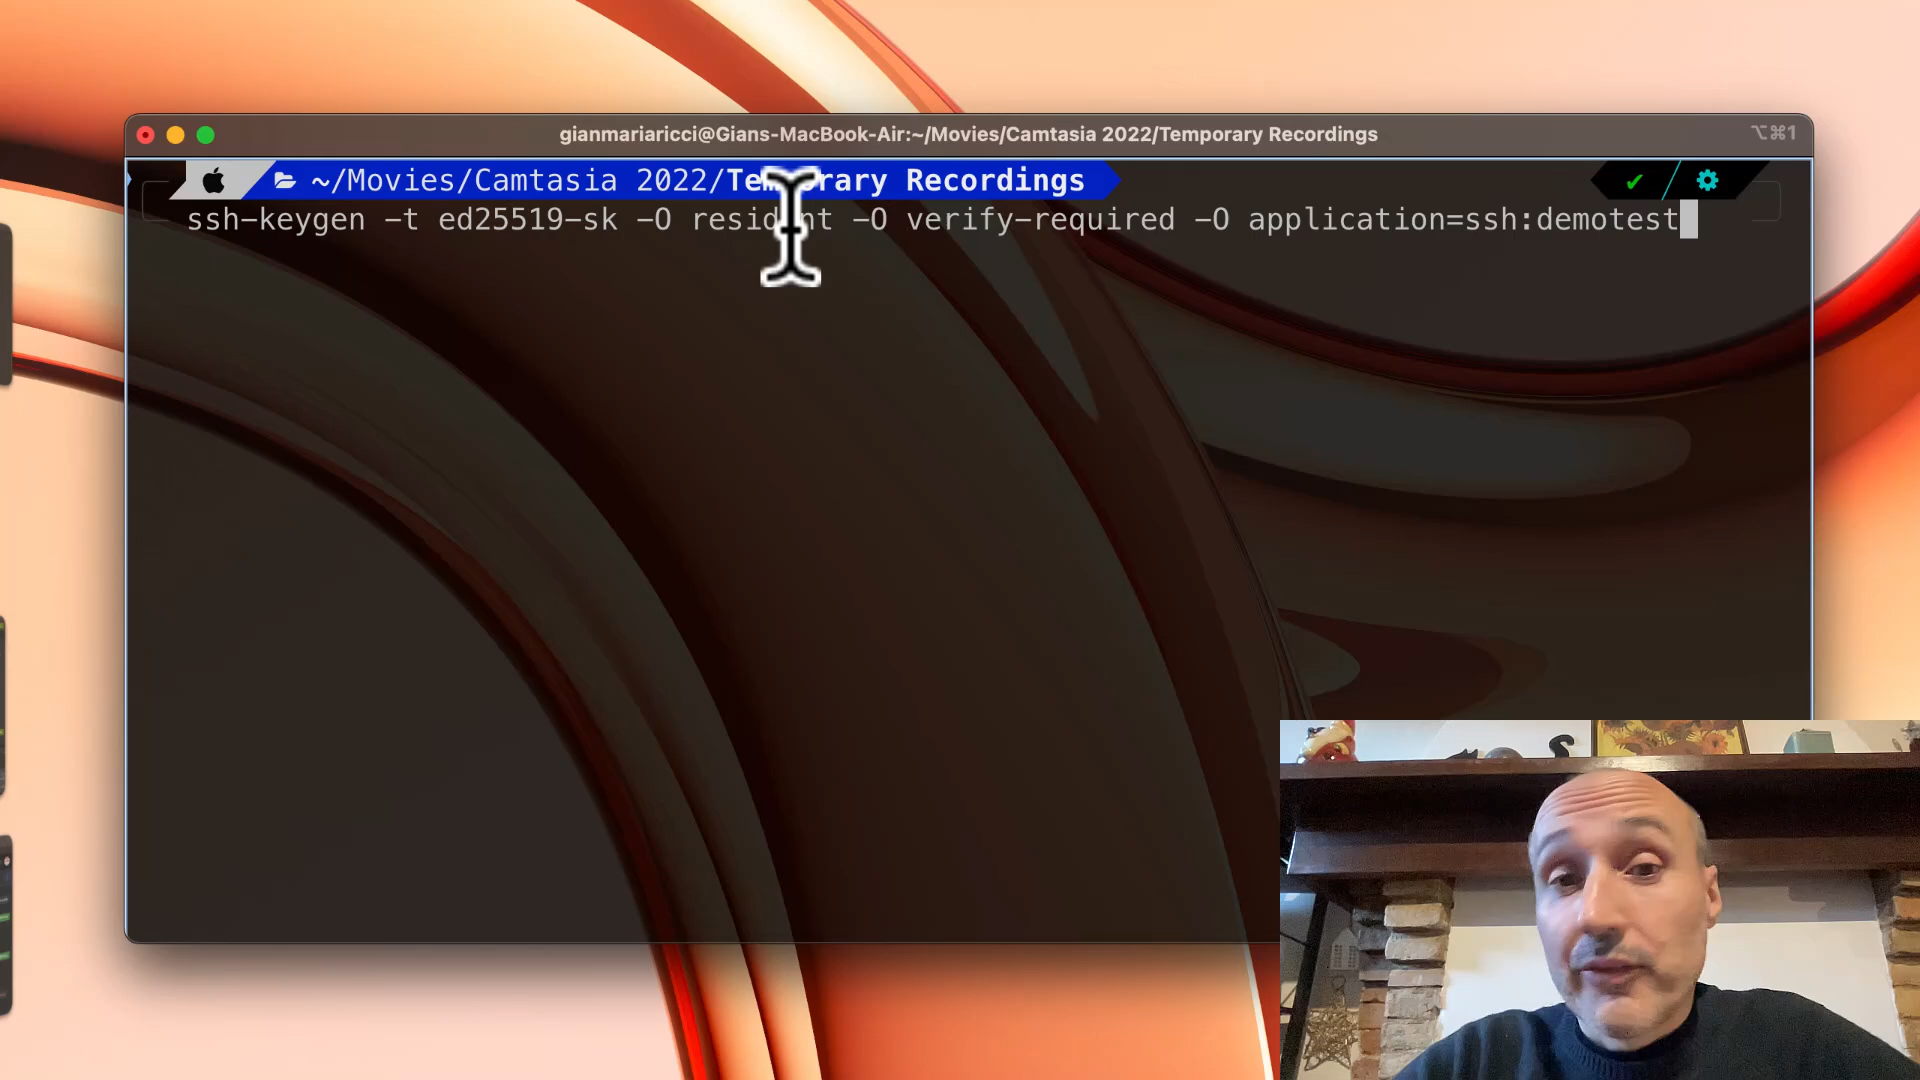 gianmariaricci@Gians-MacBook-Air:~/Movies/Camtasia 2022/Temporary Recordings
⌥⌘1
~/Movies/Camtasia 2022/Temporary Recordings
ssh-keygen -t ed25519-sk -O resident -O verify-required -O application=ssh:demotest